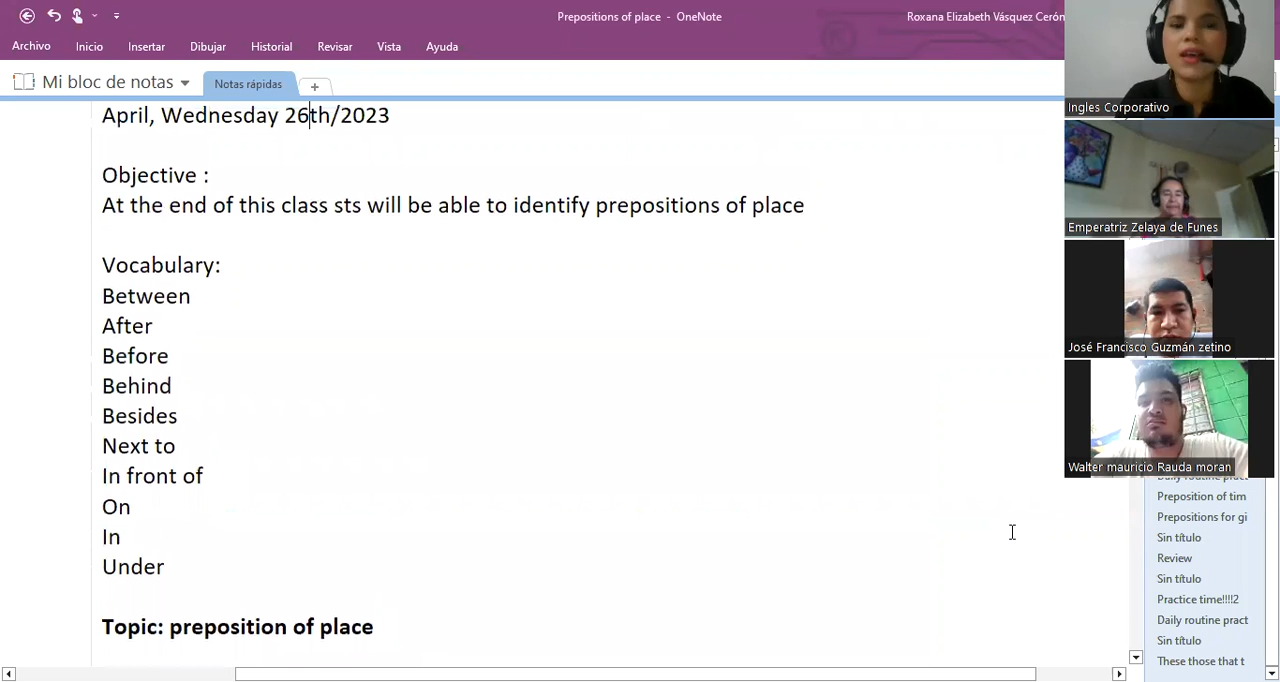 Prepositions of place - OneNote
Roxana Elizabeth Vásquez Cerón
Archivo Inicio Insertar Dibujar Historial Revisar Vista Ayuda
Mi bloc de notas Notas rápidas +
April, Wednesday 26th/2023
Objective :
At the end of this class sts will be able to identify prepositions of place
Vocabulary:
Between
After
Before
Behind
Besides
Next to
In front of
On
In
Under
Topic: preposition of place
Ingles Corporativo
Emperatriz Zelaya de Funes
José Francisco Guzmán zetino
Walter mauricio Rauda moran
Daily routine pract
Preposition of tim
Prepositions for gi
Sin título
Review
Sin título
Practice time!!!!2
Daily routine pract
Sin título
These those that t